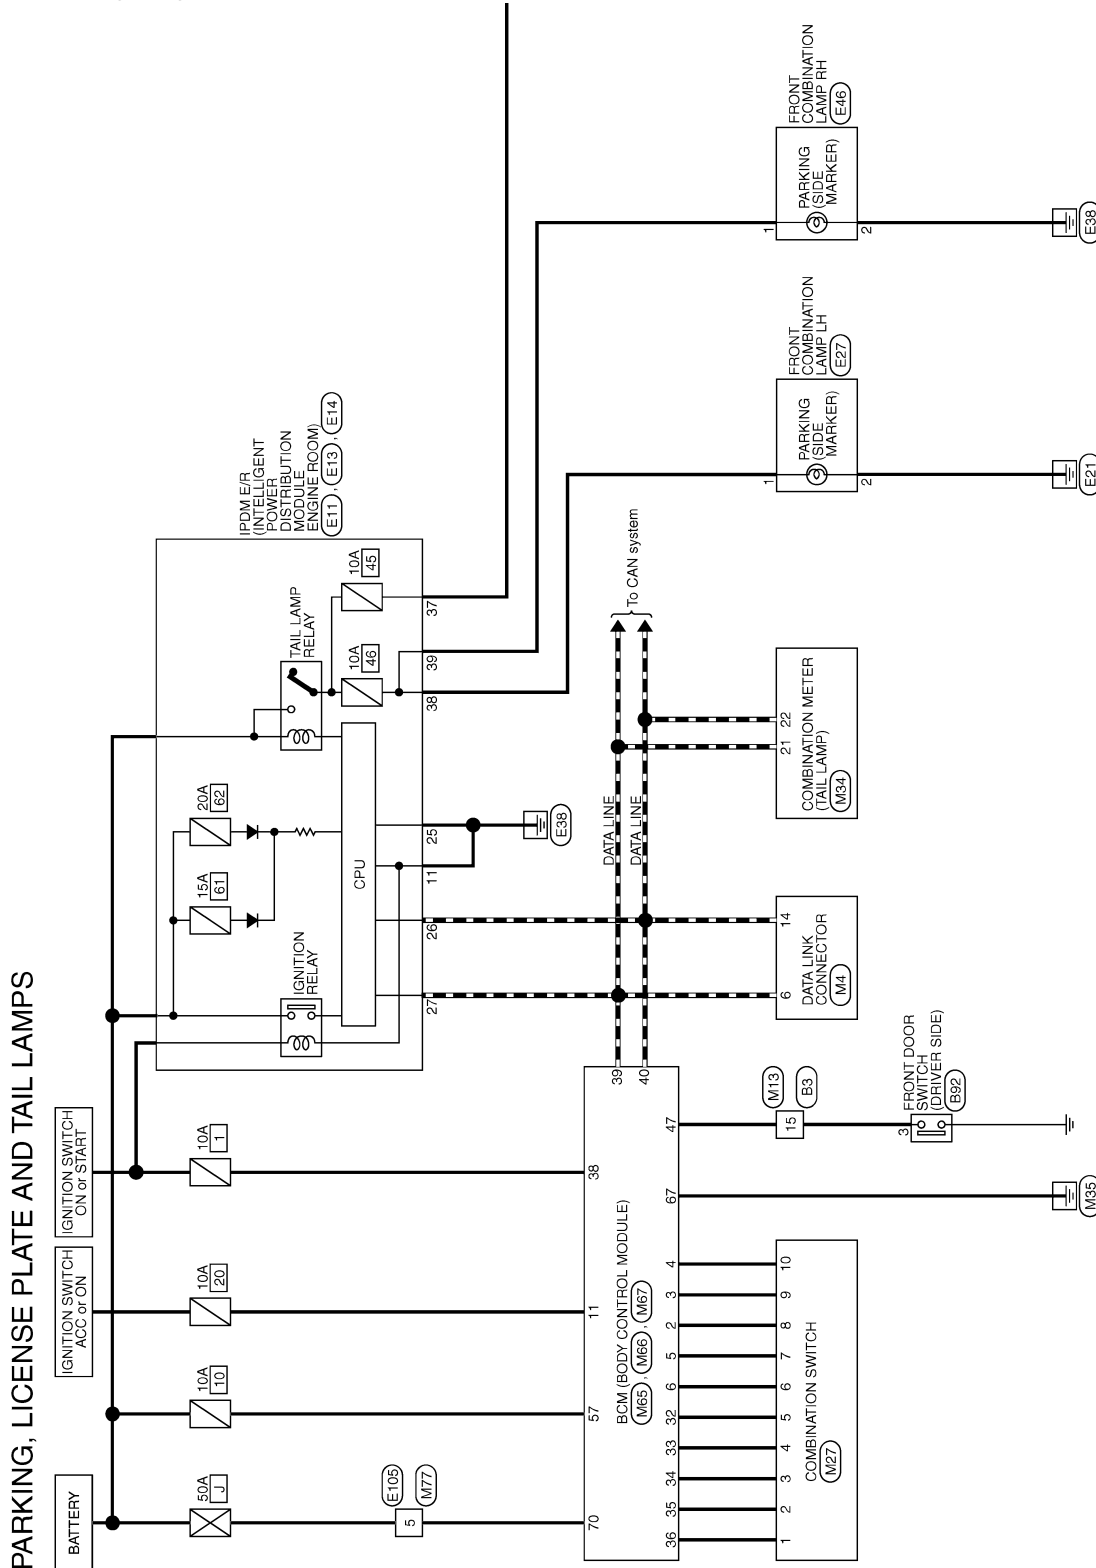 PARKING, LICENSE PLATE AND TAIL LAMPS
BATTERY
IGNITION SWITCH
ACC or ON
IGNITION SWITCH
ON or START
50A
J
10A
10
10A
20
10A
1
E105
5
M77
70
57
11
38
BCM (BODY CONTROL MODULE)
M65 , M66 , M67
39
40
36
35
34
33
32
6
5
2
3
4
67
47
1
2
3
4
5
6
7
8
9
10
COMBINATION SWITCH
M27
M35
M13
15
B3
3
FRONT DOOR
SWITCH
(DRIVER SIDE)
B92
IPDM E/R
(INTELLIGENT
POWER
DISTRIBUTION
MODULE
ENGINE ROOM)
E11 , E13 , E14
IGNITION
RELAY
15A
61
20A
62
TAIL LAMP
RELAY
10A
46
10A
45
CPU
27
26
11
25
38
39
37
E38
DATA LINE
DATA LINE
To CAN system
6
14
DATA LINK
CONNECTOR
M4
21
22
COMBINATION METER
(TAIL LAMP)
M34
FRONT
COMBINATION
LAMP LH
E27
1
PARKING
(SIDE
MARKER)
2
E21
FRONT
COMBINATION
LAMP RH
E46
1
PARKING
(SIDE
MARKER)
2
E38